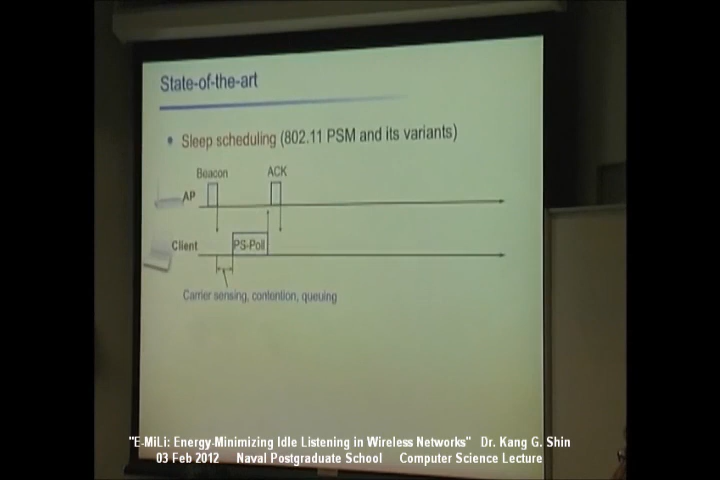 State-of-the-art
• Sleep scheduling (802.11 PSM and its variants)
Beacon ACK
AP
Client PS-Poll
Carrier sensing, contention, queuing
"E-MiLi: Energy-Minimizing Idle Listening in Wireless Networks" Dr. Kang G. Shin
03 Feb 2012 Naval Postgraduate School Computer Science Lecture